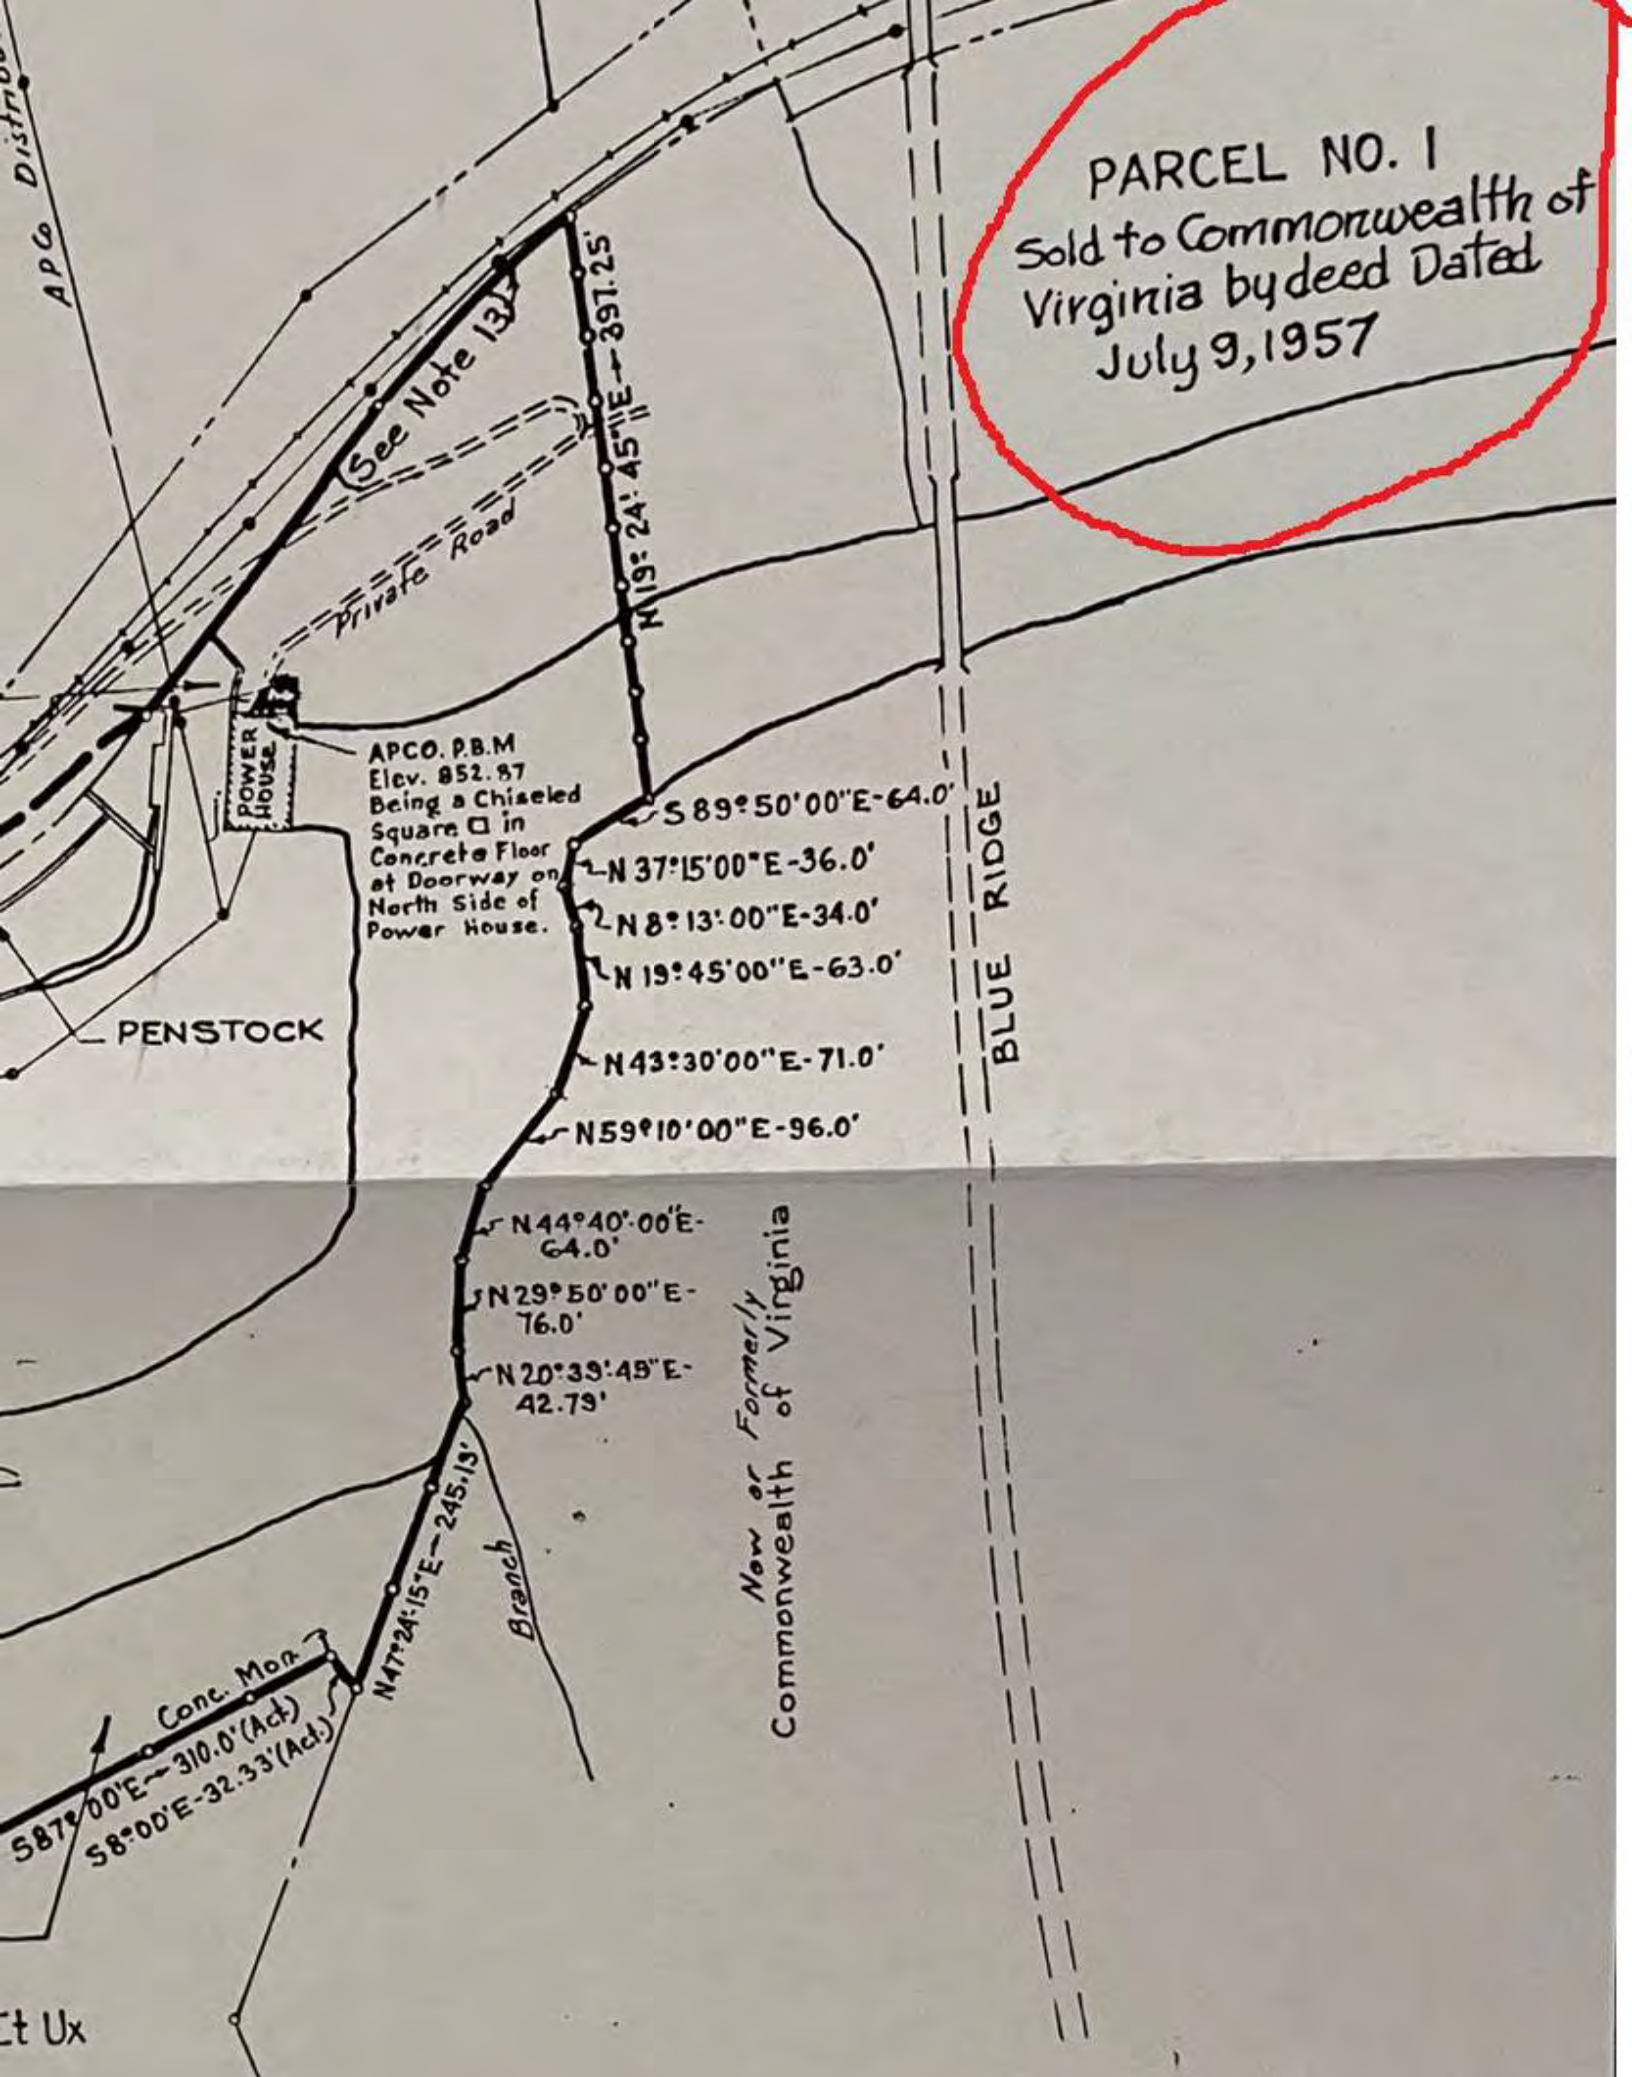 APCO Distribu
PARCEL NO. 1
Sold to Commonwealth of
Virginia by deed Dated
July 9, 1957
(See Note 13)
N 19° 24' 45" E - 397.25'
Private Road
POWER
HOUSE
APCO. P.B.M
Elev. 852.87
Being a Chiseled
Square □ in
Concrete Floor
at Doorway on
North Side of
Power House.
PENSTOCK
S 89° 50' 00" E - 64.0'
N 37° 15' 00" E - 36.0'
N 8° 13' 00" E - 34.0'
N 19° 45' 00" E - 63.0'
N 43° 30' 00" E - 71.0'
N 59° 10' 00" E - 96.0'
N 44° 40' 00" E -
64.0'
N 29° 50' 00" E -
76.0'
N 20° 39' 49" E -
42.79'
BLUE RIDGE
Now or Formerly
Commonwealth of Virginia
N 47° 24' 15" E - 245.13'
Branch
Conc. Mon.
S 87° 00' E - 310.0' (Act.)
S 8° 00' E - 32.33' (Act.)
Et Ux